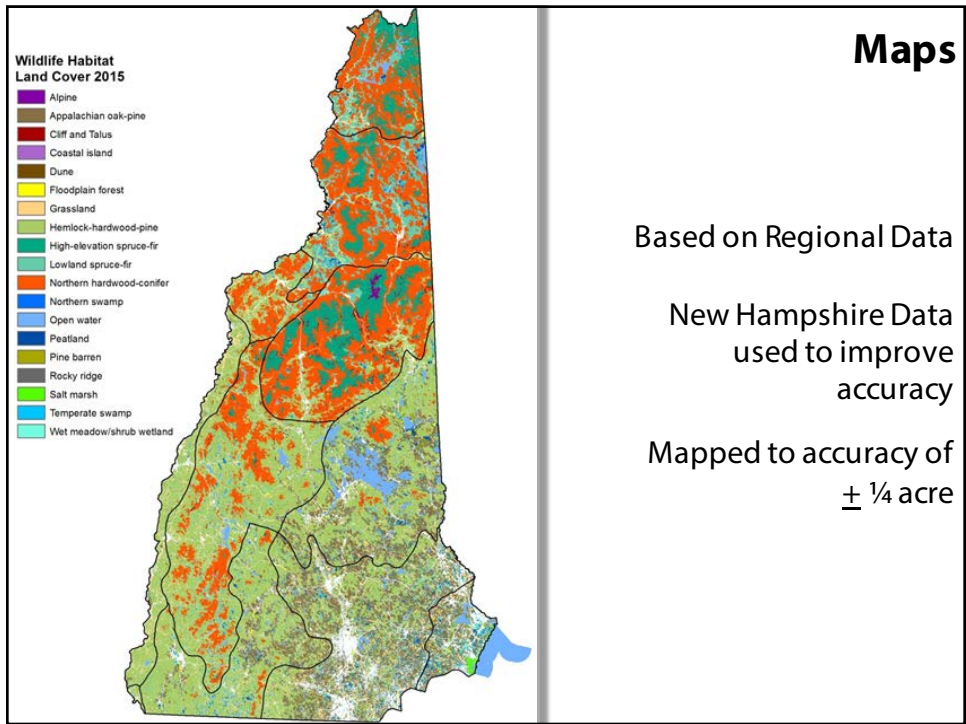 Maps
Wildlife Habitat
Land Cover 2015
Alpine
Appalachian oak-pine
Cliff and Talus
Coastal island
Dune
Floodplain forest
Grassland
Hemlock-hardwood-pine
High-elevation spruce-fir
Lowland spruce-fir
Northern hardwood-conifer
Northern swamp
Open water
Peatland
Pine barren
Rocky ridge
Salt marsh
Temperate swamp
Wet meadow/shrub wetland
Based on Regional Data
New Hampshire Data
used to improve
accuracy
Mapped to accuracy of
± ¼ acre